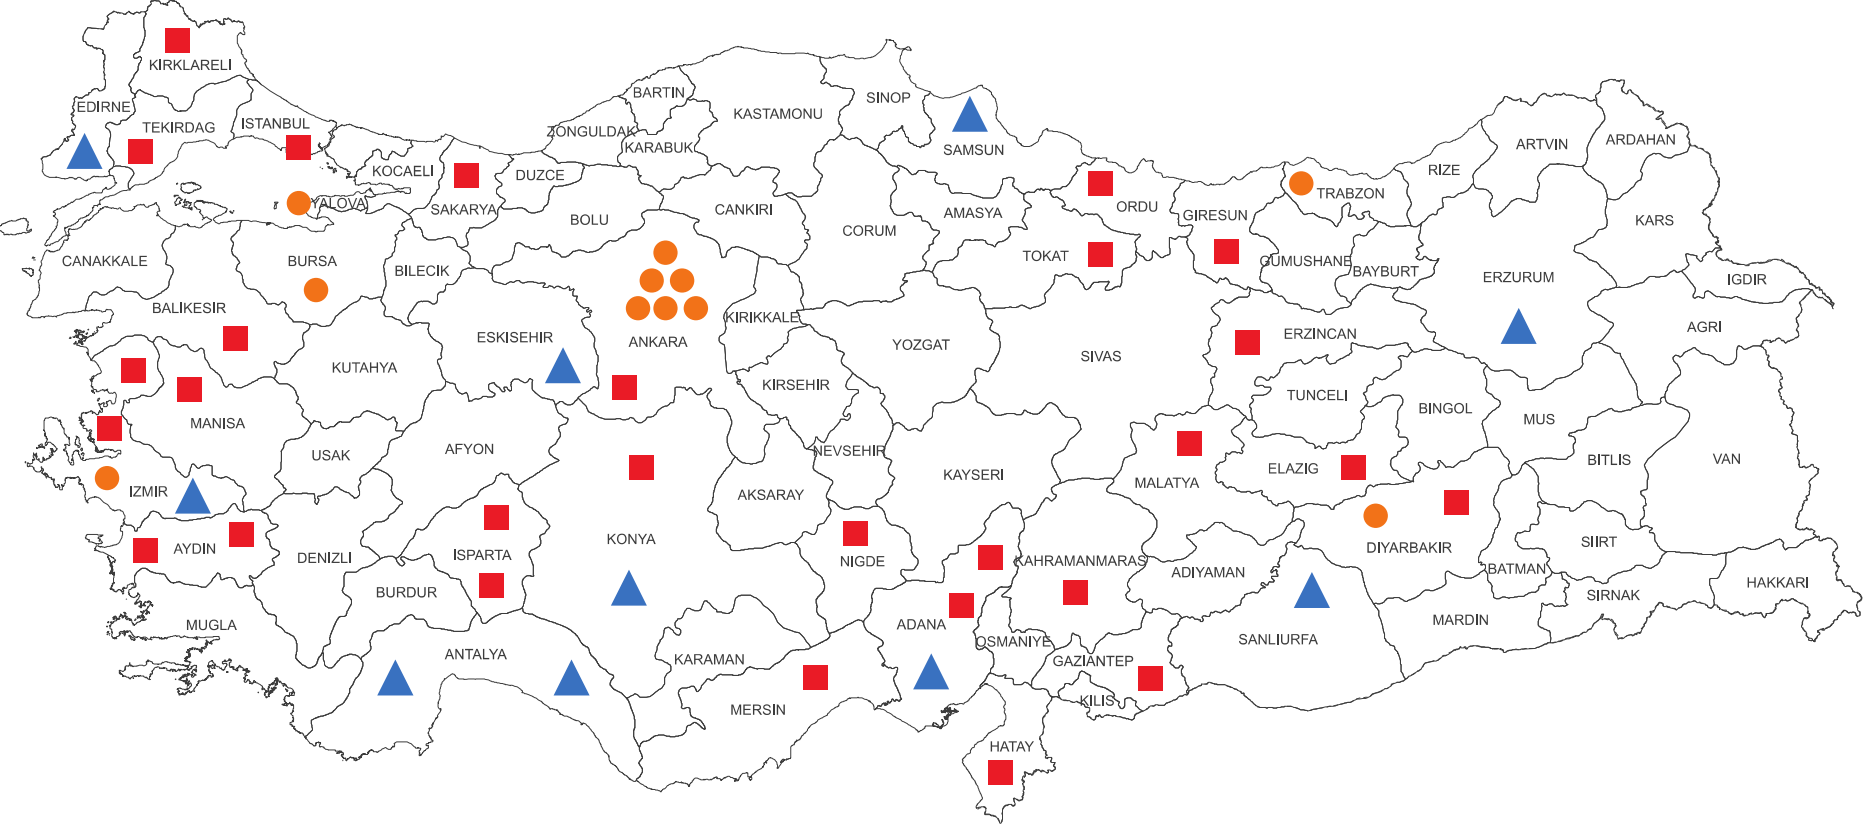 KIRKLARELI
EDIRNE
TEKIRDAG
ISTANBUL
KOCAELI
YALOVA
SAKARYA
DUZCE
ZONGULDAK
BARTIN
KARABUK
KASTAMONU
SINOP
SAMSUN
BOLU
CANKIRI
CORUM
AMASYA
TOKAT
ORDU
GIRESUN
TRABZON
RIZE
ARTVIN
ARDAHAN
KARS
IGDIR
AGRI
ERZURUM
BAYBURT
GUMUSHANE
CANAKKALE
BALIKESIR
BURSA
BILECIK
ESKISEHIR
ANKARA
KIRIKKALE
YOZGAT
SIVAS
ERZINCAN
TUNCELI
BINGOL
MUS
BITLIS
VAN
KUTAHYA
MANISA
USAK
AFYON
KIRSEHIR
NEVSEHIR
AKSARAY
KAYSERI
MALATYA
ELAZIG
IZMIR
AYDIN
DENIZLI
ISPARTA
BURDUR
KONYA
NIGDE
KAHRAMANMARAS
ADIYAMAN
DIYARBAKIR
BATMAN
SIIRT
SIRNAK
HAKKARI
MARDIN
SANLIURFA
MUGLA
ANTALYA
KARAMAN
MERSIN
ADANA
OSMANIYE
GAZIANTEP
KILIS
HATAY